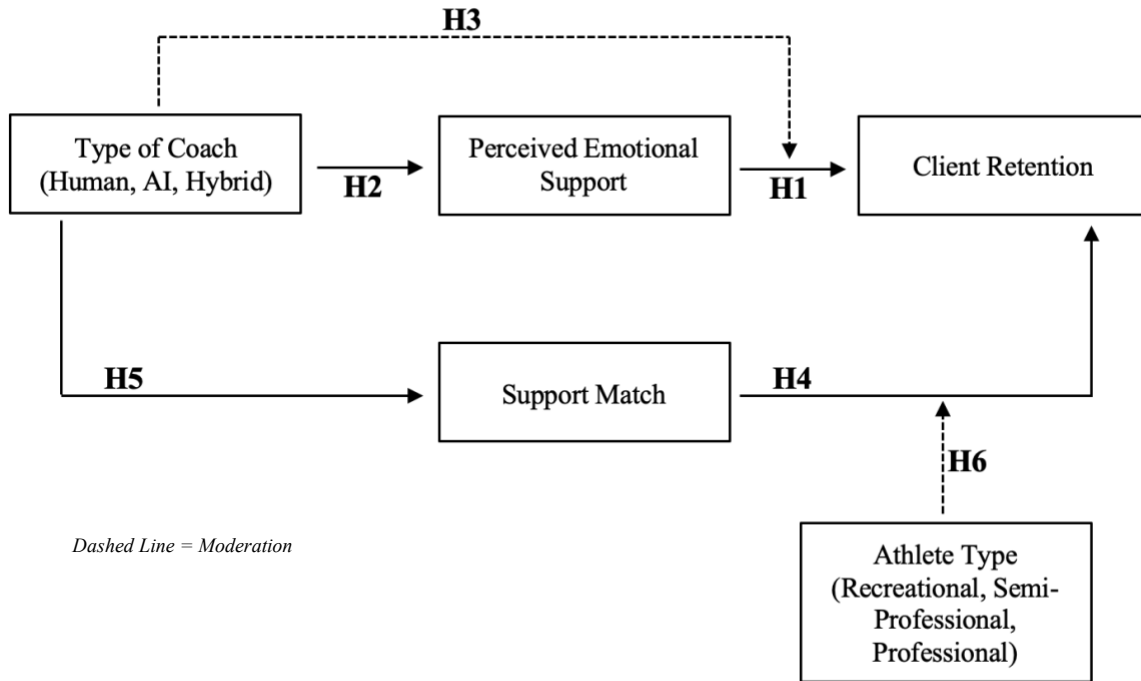 H3
Type of Coach
(Human, AI, Hybrid)
H2
Perceived Emotional
Support
H1
Client Retention
H5
Support Match
H4
H6
Dashed Line = Moderation
Athlete Type
(Recreational, Semi-
Professional,
Professional)